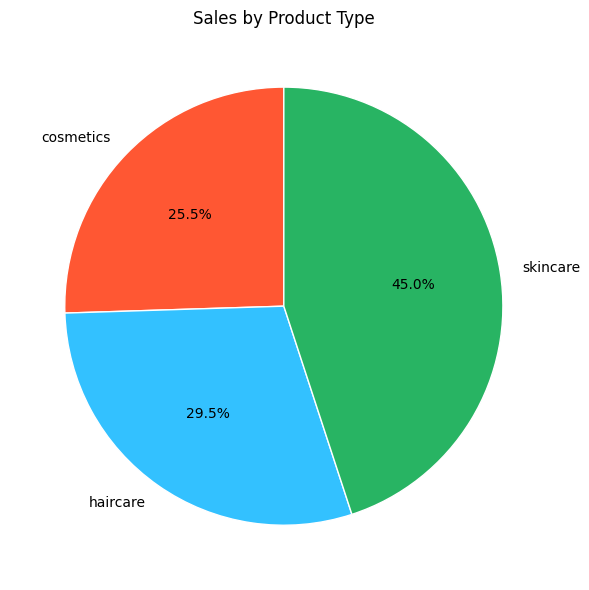 Sales by Product Type
cosmetics
25.5%
skincare
45.0%
29.5%
haircare